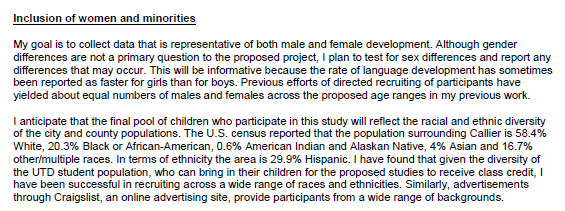 Inclusion of women and minorities
My goal is to collect data that is representative of both male and female development. Although gender
differences are not a primary question to the proposed project, I plan to test for sex differences and report any
differences that may occur. This will be informative because the rate of language development has sometimes
been reported as faster for girls than for boys. Previous efforts of directed recruiting of participants have
yielded about equal numbers of males and females across the proposed age ranges in my previous work.
I anticipate that the final pool of children who participate in this study will reflect the racial and ethnic diversity
of the city and county populations. The U.S. census reported that the population surrounding Callier is 58.4%
White, 20.3% Black or African-American, 0.6% American Indian and Alaskan Native, 4% Asian and 16.7%
other/multiple races. In terms of ethnicity the area is 29.9% Hispanic. I have found that given the diversity of
the UTD student population, who can bring in their children for the proposed studies to receive class credit, I
have been successful in recruiting across a wide range of races and ethnicities. Similarly, advertisements
through Craigslist, an online advertising site, provide participants from a wide range of backgrounds.